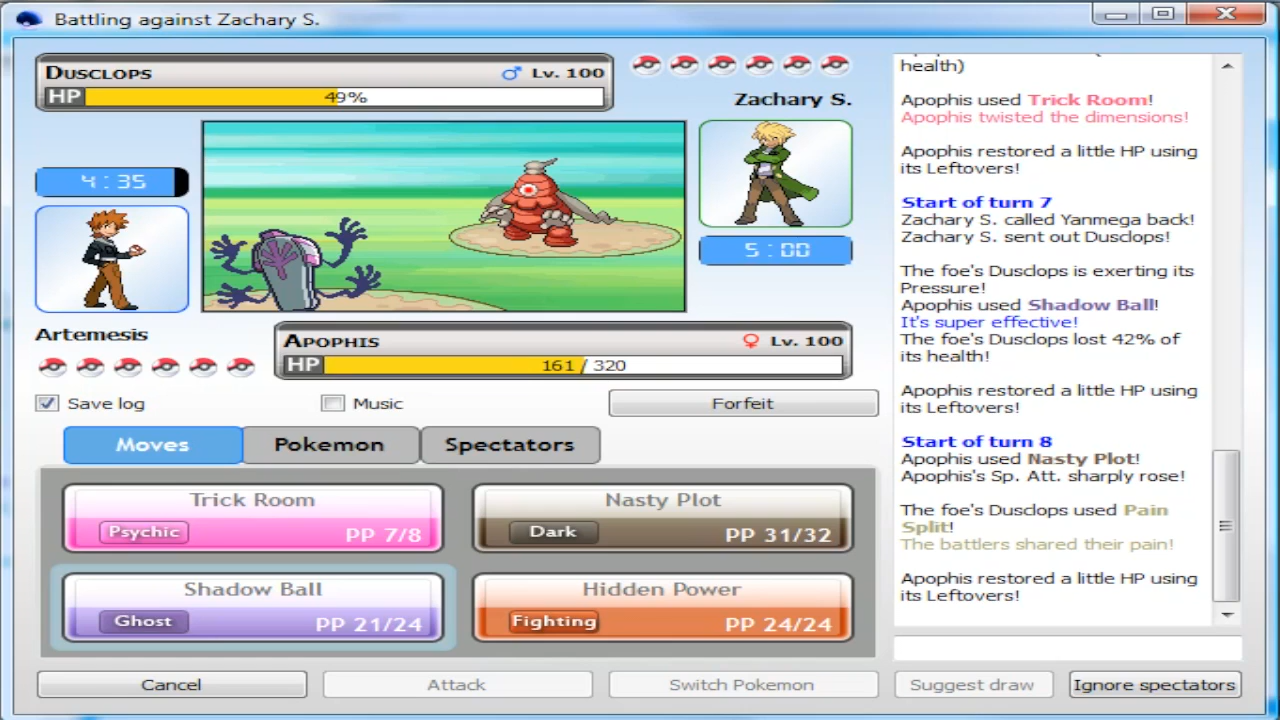 Battling against Zachary S.
DUSCLOPS
♂ Lv. 100
HP
49%
Zachary S.
4:35
5:00
Artemesis
APOPHIS
♀ Lv. 100
HP
161 / 320
Save log
Music
Forfeit
Moves
Pokemon
Spectators
Trick Room
Psychic
PP 7/8
Nasty Plot
Dark
PP 31/32
Shadow Ball
Ghost
PP 21/24
Hidden Power
Fighting
PP 24/24
Cancel
Attack
Switch Pokemon
health)
Apophis used Trick Room!
Apophis twisted the dimensions!
Apophis restored a little HP using
its Leftovers!
Start of turn 7
Zachary S. called Yanmega back!
Zachary S. sent out Dusclops!
The foe's Dusclops is exerting its
Pressure!
Apophis used Shadow Ball!
It's super effective!
The foe's Dusclops lost 42% of
its health!
Apophis restored a little HP using
its Leftovers!
Start of turn 8
Apophis used Nasty Plot!
Apophis's Sp. Att. sharply rose!
The foe's Dusclops used Pain
Split!
The battlers shared their pain!
Apophis restored a little HP using
its Leftovers!
Suggest draw
Ignore spectators